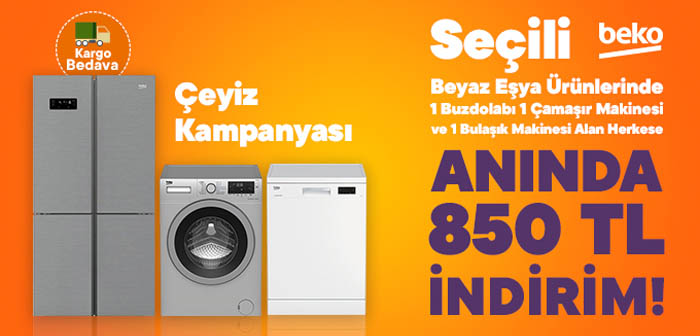 Kargo
Bedava
Çeyiz
Kampanyası
Seçili
beko
Beyaz Eşya Ürünlerinde
1 Buzdolabı 1 Çamaşır Makinesi
ve 1 Bulaşık Makinesi Alan Herkese
ANINDA
850 TL
İNDİRİM!